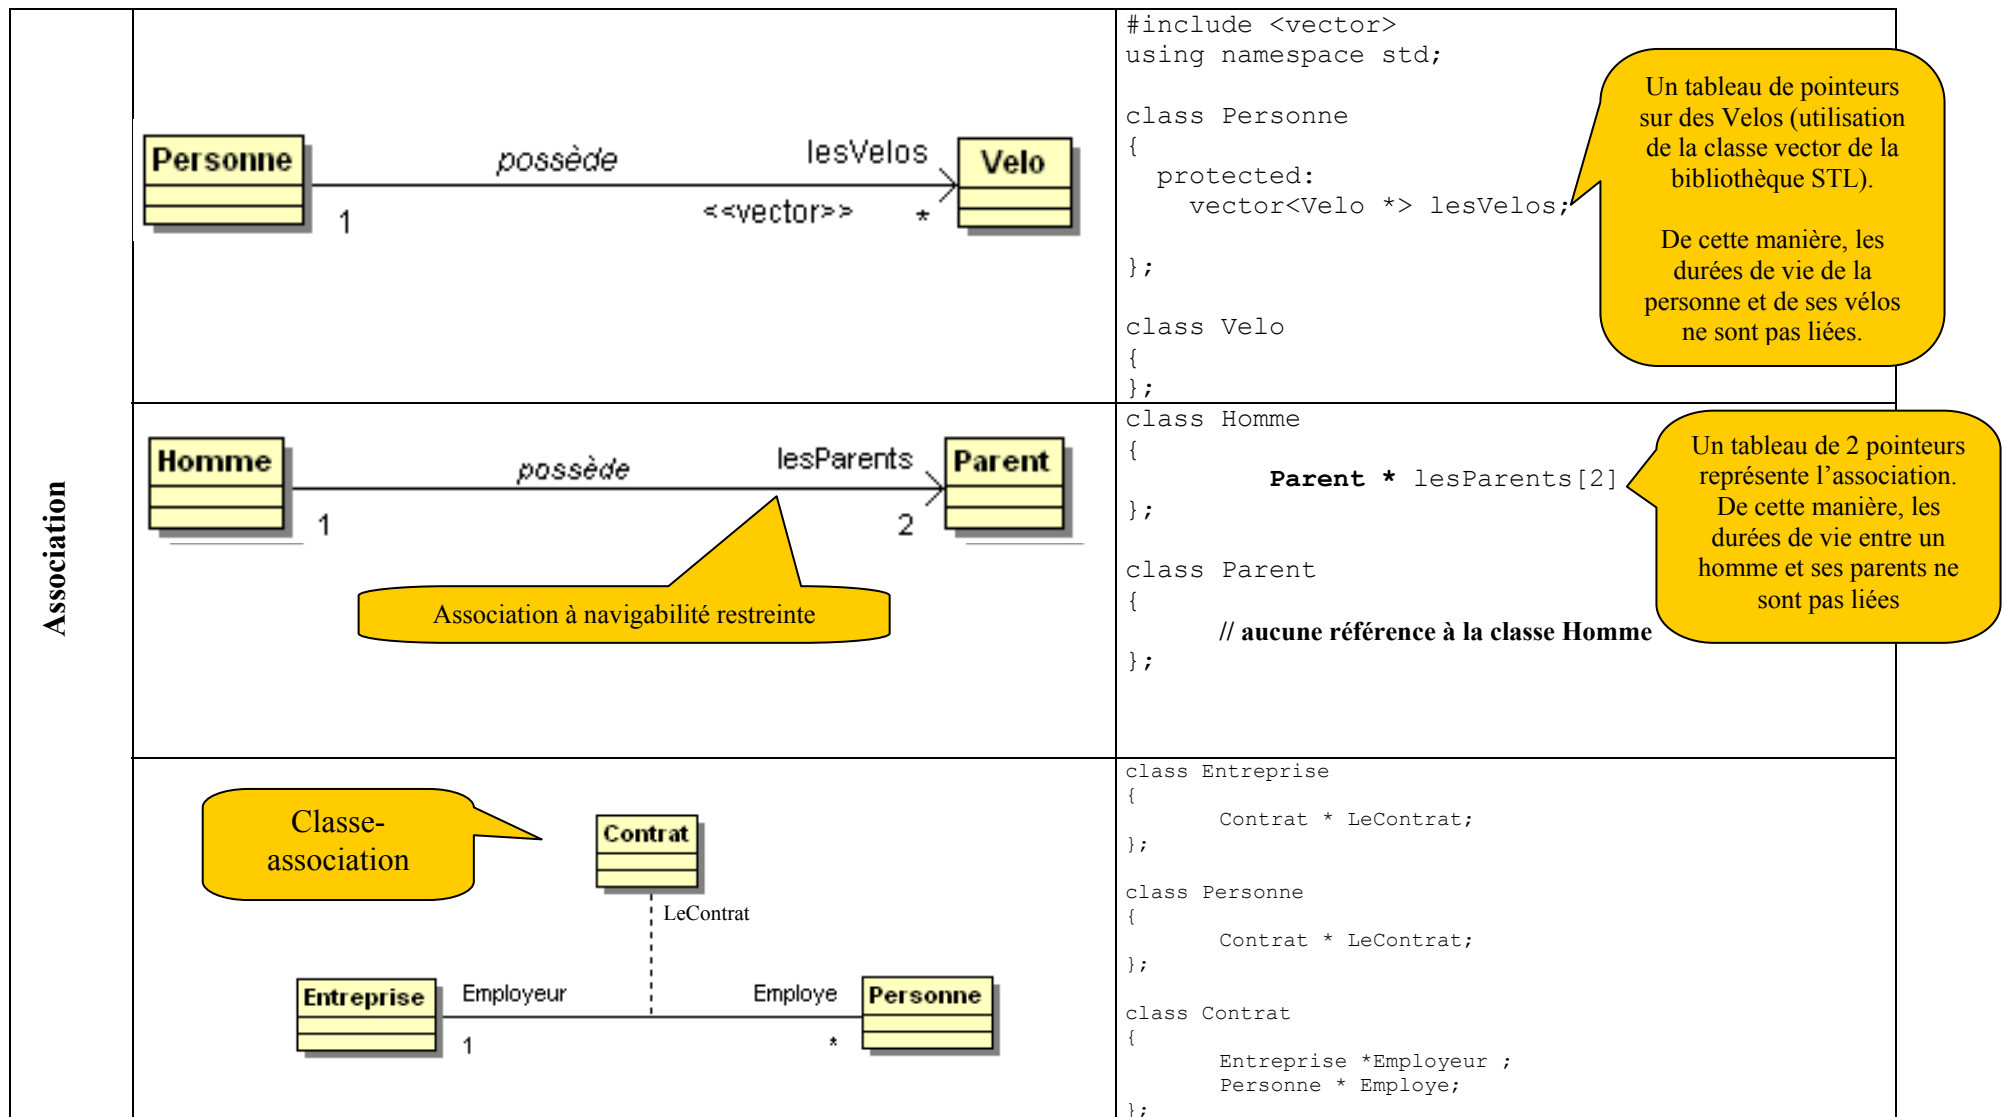 Association
Personne
possède
lesVelos
Velo
1
<<vector>>
*
#include <vector>
using namespace std;
class Personne
{
protected:
vector<Velo *> lesVelos;
};
class Velo
{
};
Un tableau de pointeurs
sur des Velos (utilisation
de la classe vector de la
bibliothèque STL).
De cette manière, les
durées de vie de la
personne et de ses vélos
ne sont pas liées.
Homme
possède
lesParents
Parent
1
2
Association à navigabilité restreinte
class Homme
{
Parent * lesParents[2]
};
class Parent
{
// aucune référence à la classe Homme
};
Un tableau de 2 pointeurs
représente l’association.
De cette manière, les
durées de vie entre un
homme et ses parents ne
sont pas liées
Classe-
association
Contrat
LeContrat
Entreprise
Employeur
Employe
Personne
1
*
class Entreprise
{
Contrat * LeContrat;
};
class Personne
{
Contrat * LeContrat;
};
class Contrat
{
Entreprise *Employeur ;
Personne * Employe;
};